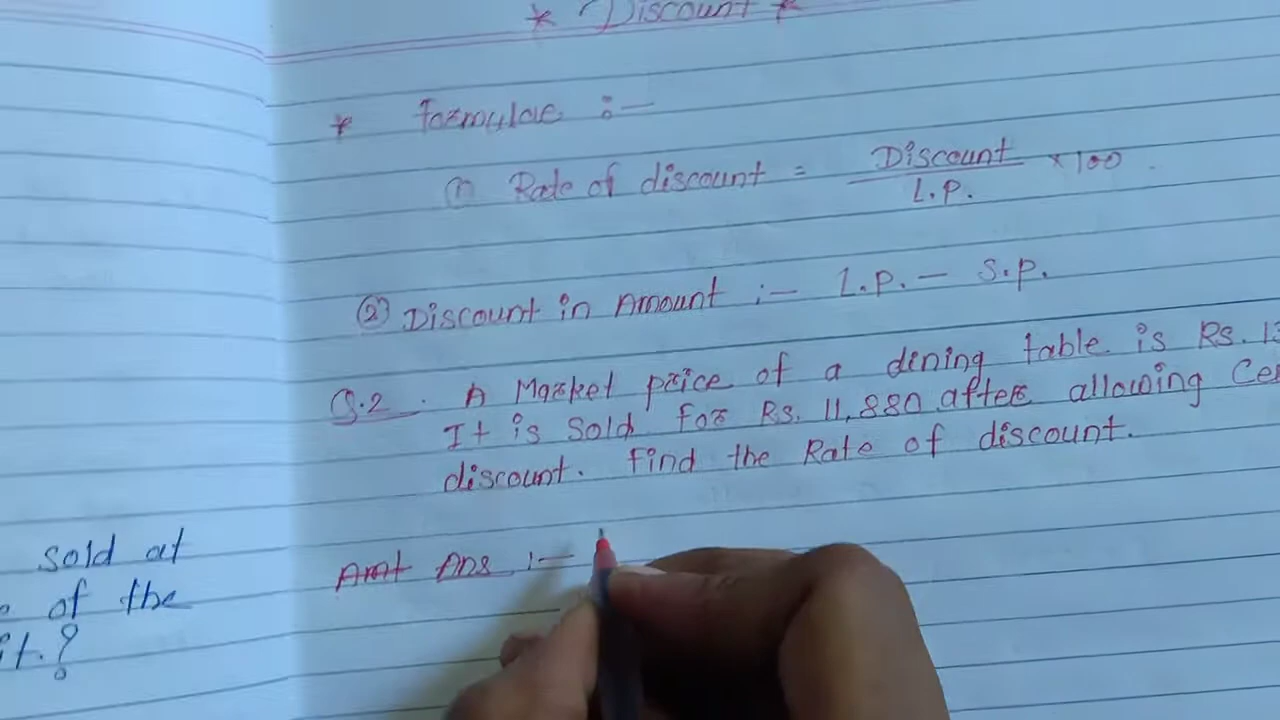 * Discount *
* Formulae :-
① Rate of discount = Discount / L.P. × 100
② Discount in Amount :- L.P. - S.p.
Q.2. A Market price of a dining table is Rs.
It is sold for Rs. 11,880 after allowing
discount. Find the Rate of discount.
Ans :-
sold at
of the